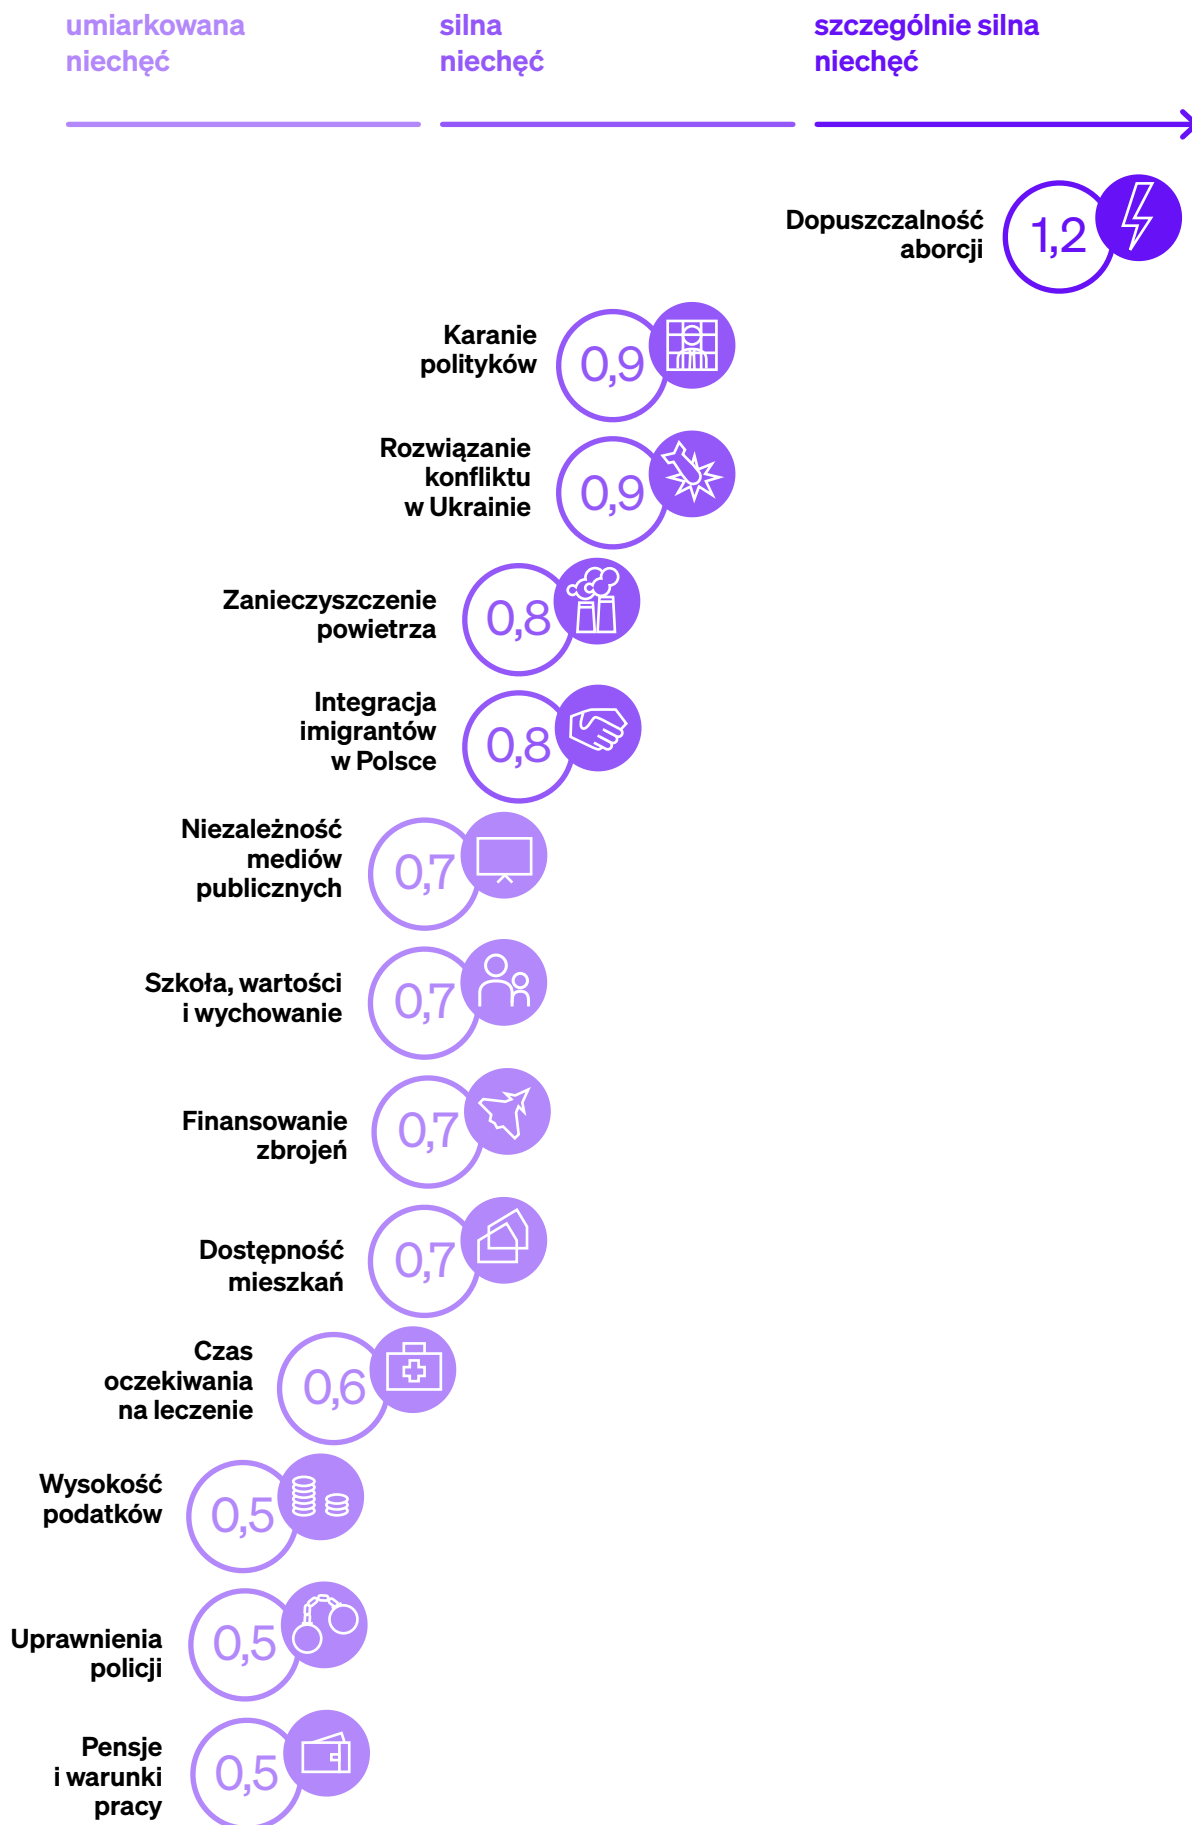 umiarkowana
niechęć
silna
niechęć
szczególnie silna
niechęć
Dopuszczalność
aborcji
1,2
Karanie
polityków
0,9
Rozwiązanie
konfliktu
w Ukrainie
0,9
Zanieczyszczenie
powietrza
0,8
Integracja
imigrantów
w Polsce
0,8
Niezależność
mediów
publicznych
0,7
Szkoła, wartości
i wychowanie
0,7
Finansowanie
zbrojeń
0,7
Dostępność
mieszkań
0,7
Czas
oczekiwania
na leczenie
0,6
Wysokość
podatków
0,5
Uprawnienia
policji
0,5
Pensje
i warunki
pracy
0,5